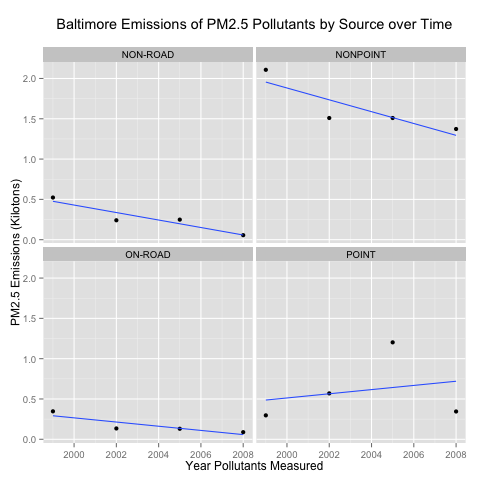 Baltimore Emissions of PM2.5 Pollutants by Source over Time
NON-ROAD
NONPOINT
2.0
1.5
1.0
0.5
0.0
ON-ROAD
POINT
2.0
1.5
1.0
0.5
0.0
PM2.5 Emissions (Kilotons)
2000 2002 2004 2006 2008 2000 2002 2004 2006 2008
Year Pollutants Measured